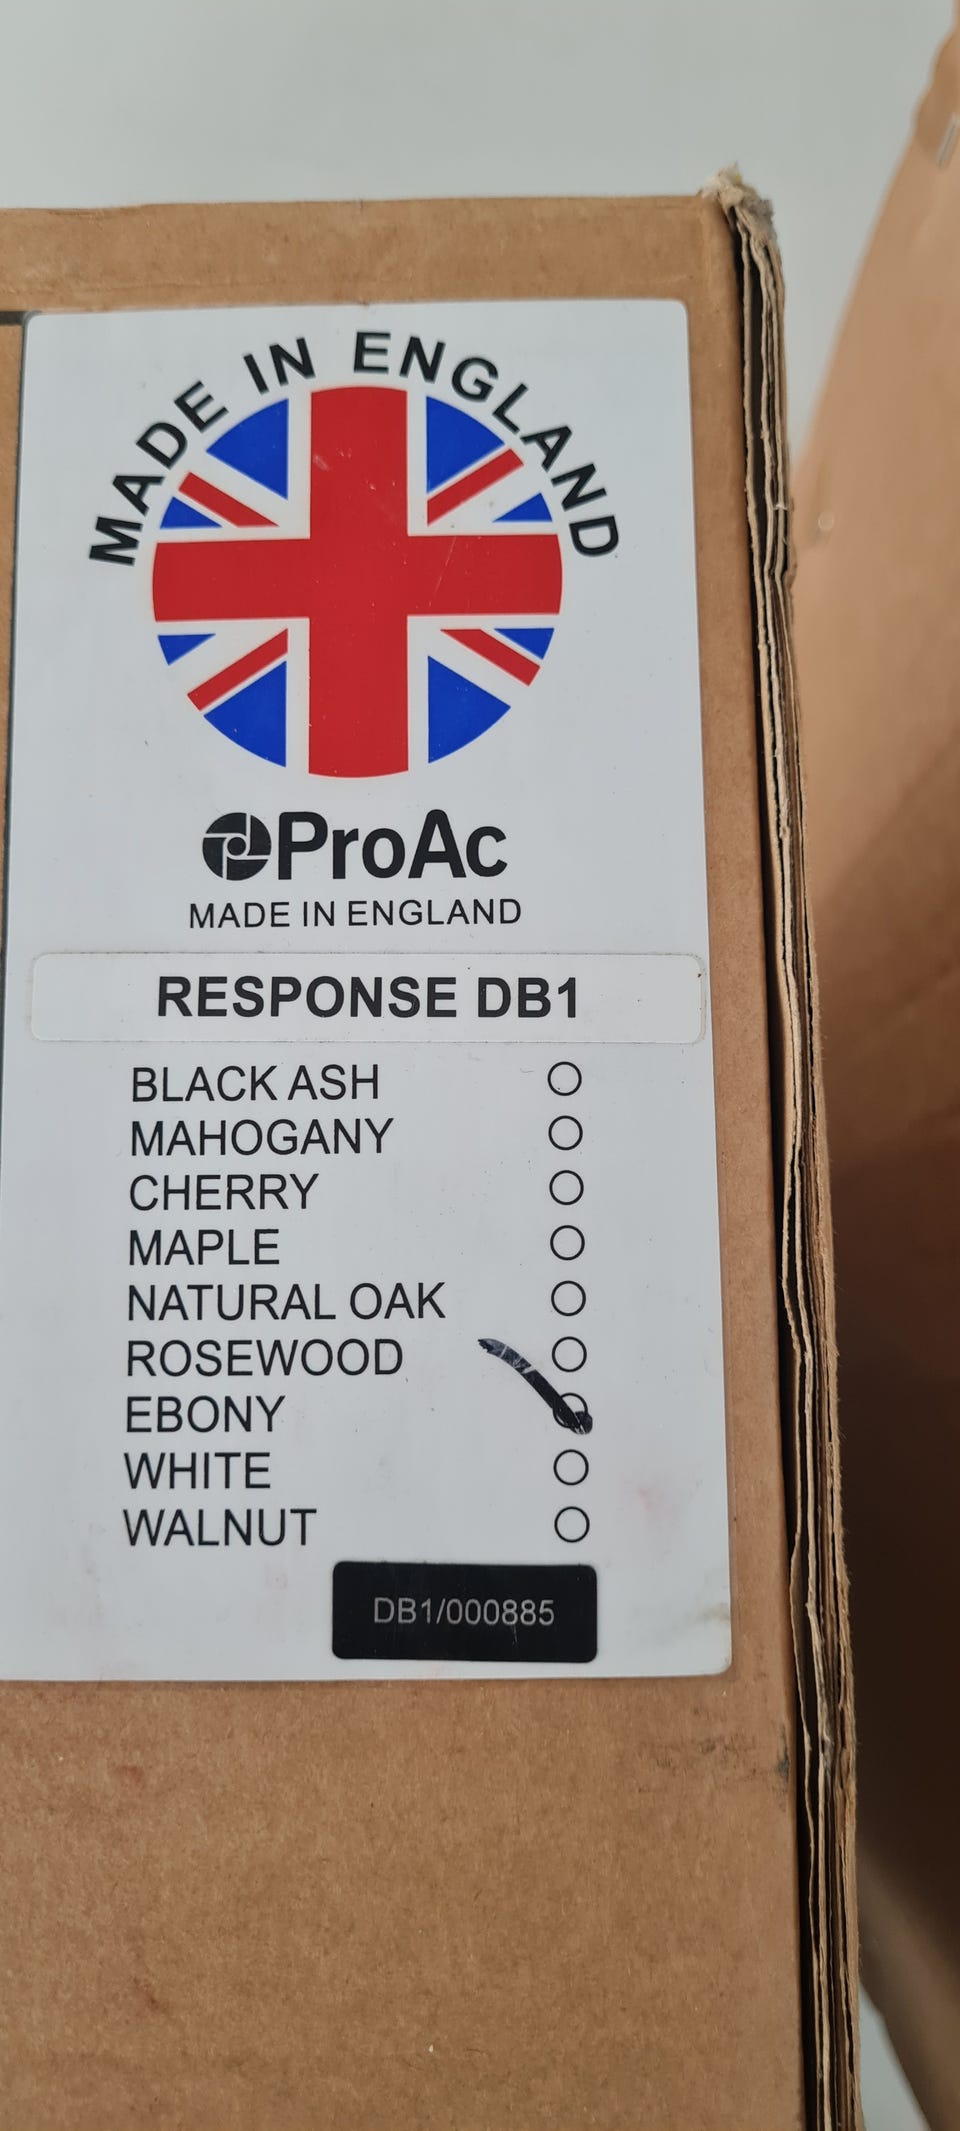 MADE IN ENGLAND
ProAc
MADE IN ENGLAND
RESPONSE DB1
BLACK ASH
MAHOGANY
CHERRY
MAPLE
NATURAL OAK
ROSEWOOD
EBONY
WHITE
WALNUT
DB1/000885